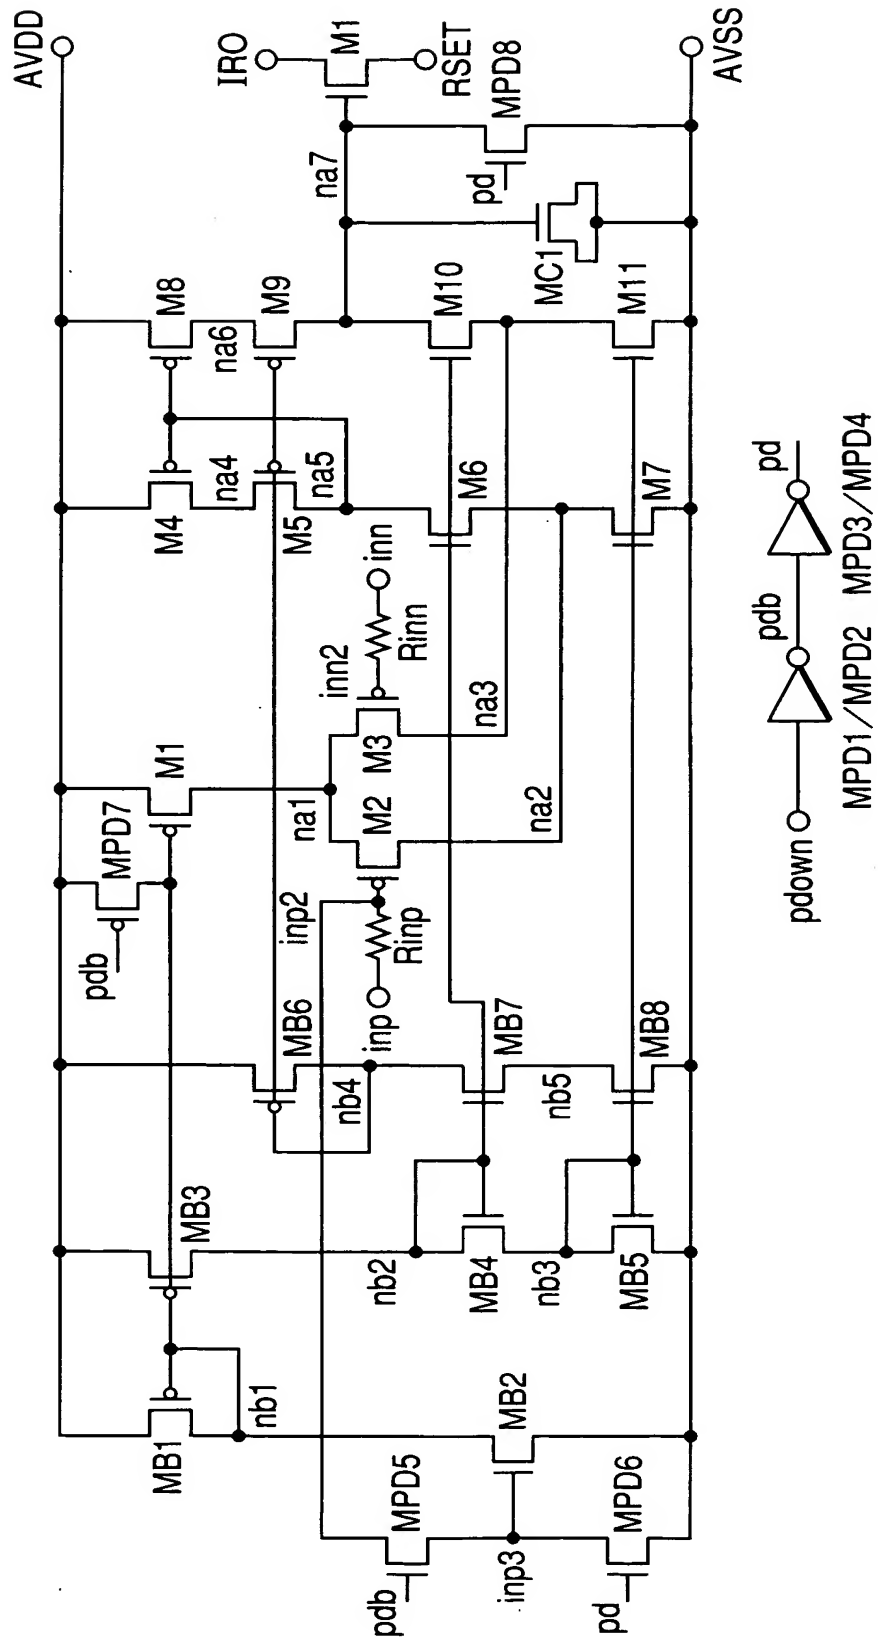 AVDD
IRO
M1
RSET
AVSS
MPD8
pd
na7
MC1
M8
na6
M9
M10
M11
M4
na4
M5
na5
M6
M7
inn
Rinn
inn2
M3
na3
M1
MPD7
pdb
na1
M2
na2
inp2
Rinp
inp
MB6
nb4
MB7
nb5
MB8
MB3
nb2
MB4
nb3
MB5
MB1
nb1
MB2
MPD5
pdb
inp3
MPD6
pd
pdown
MPD1/MPD2
pdb
MPD3/MPD4
pd